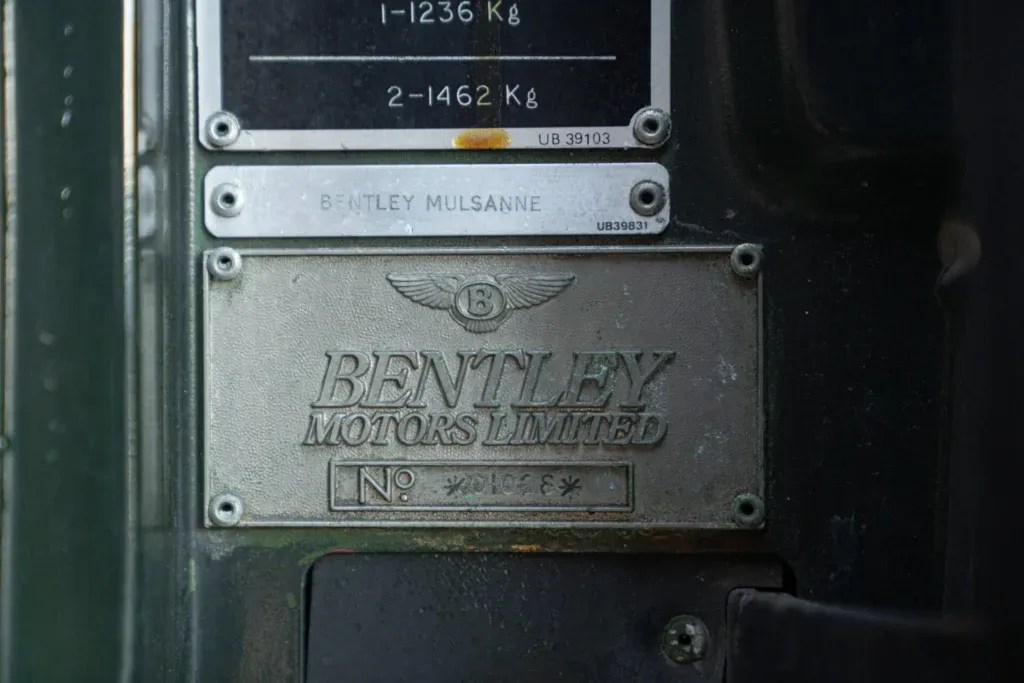 1-1236 Kg
2-1462 Kg
UB 39103
BENTLEY MULSANNE
UB39831
B
BENTLEY
MOTORS LIMITED
Nº